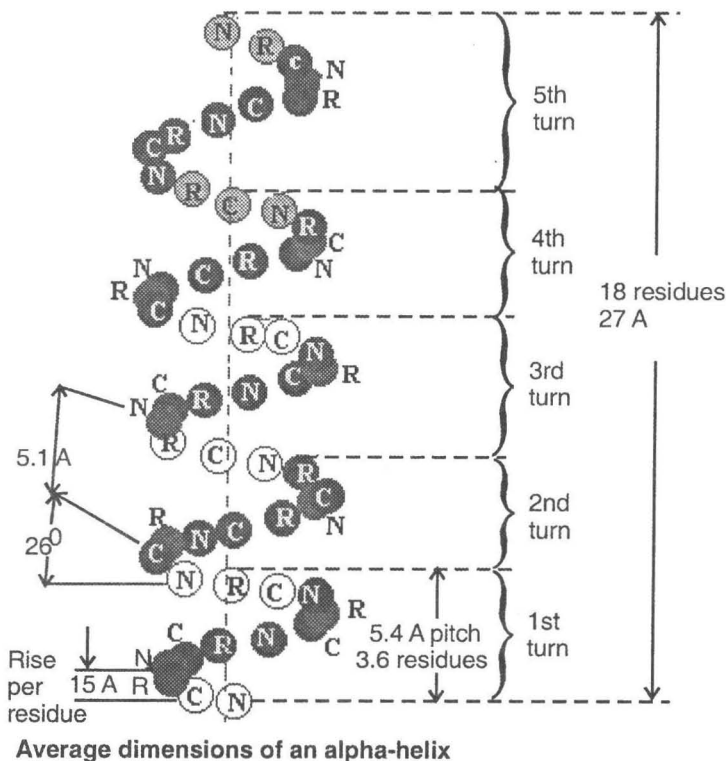 N R c N
R
5th
turn
C R N C
N R C N R
C
N
4th
turn
N C R
R C
N R C N
R
18 residues
27 A
3rd
turn
C
N R N C
R C N R
5.1 A
C
N
2nd
turn
R
C N C R
26⁰
N R C N
R
C
5.4 A pitch
3.6 residues
1st
turn
C
N R N
R C N
Rise
per
residue
15 A
Average dimensions of an alpha-helix